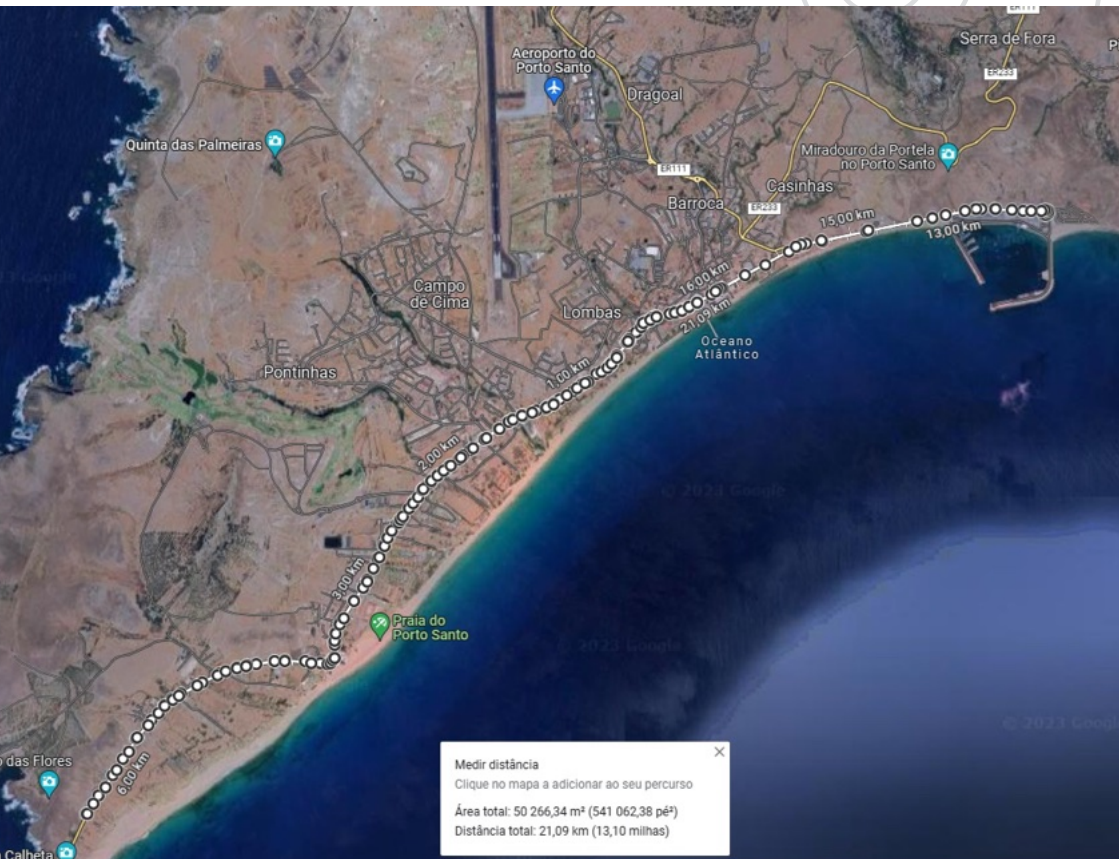 ER111
Serra de Fora
Aeroporto do
Porto Santo
ER233
Dragoal
Quinta das Palmeiras
Miradouro da Portela
no Porto Santo
ER111
Casinhas
Barroca
ER233
15,00 km
13,00 km
16,00 km
Campo
de Cima
Lombas
21,09 km
Oceano
Atlântico
Pontinhas
1,00 km
2,00 km
© 2023 Google
3,00 km
Praia do
Porto Santo
© 2023 Google
© 2023 Goog
6,00 km
das Flores
Calheta
Medir distância
Clique no mapa a adicionar ao seu percurso
Área total: 50 266,34 m² (541 062,38 pé²)
Distância total: 21,09 km (13,10 milhas)